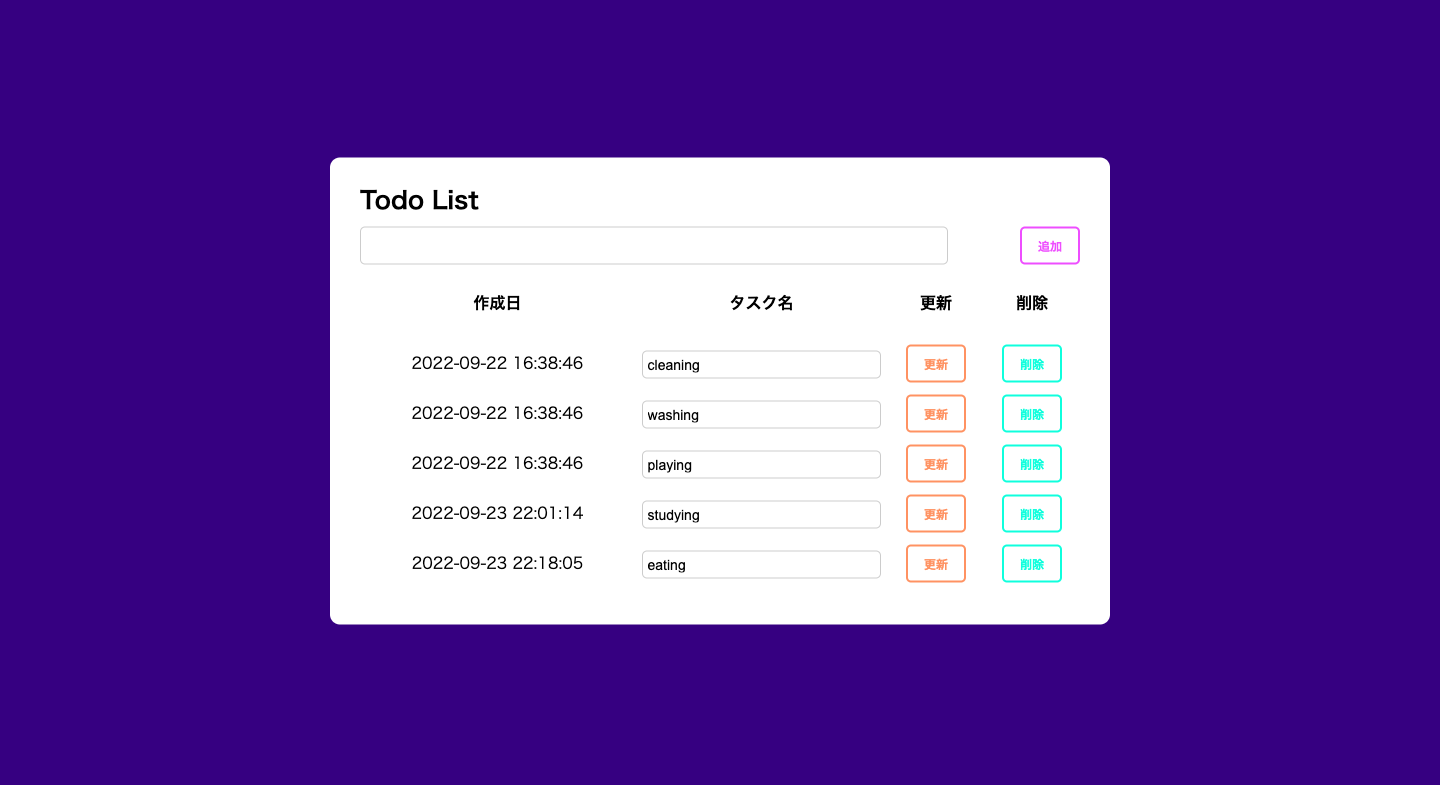 Todo List
追加
作成日 タスク名 更新 削除
2022-09-22 16:38:46 cleaning 更新 削除
2022-09-22 16:38:46 washing 更新 削除
2022-09-22 16:38:46 playing 更新 削除
2022-09-23 22:01:14 studying 更新 削除
2022-09-23 22:18:05 eating 更新 削除